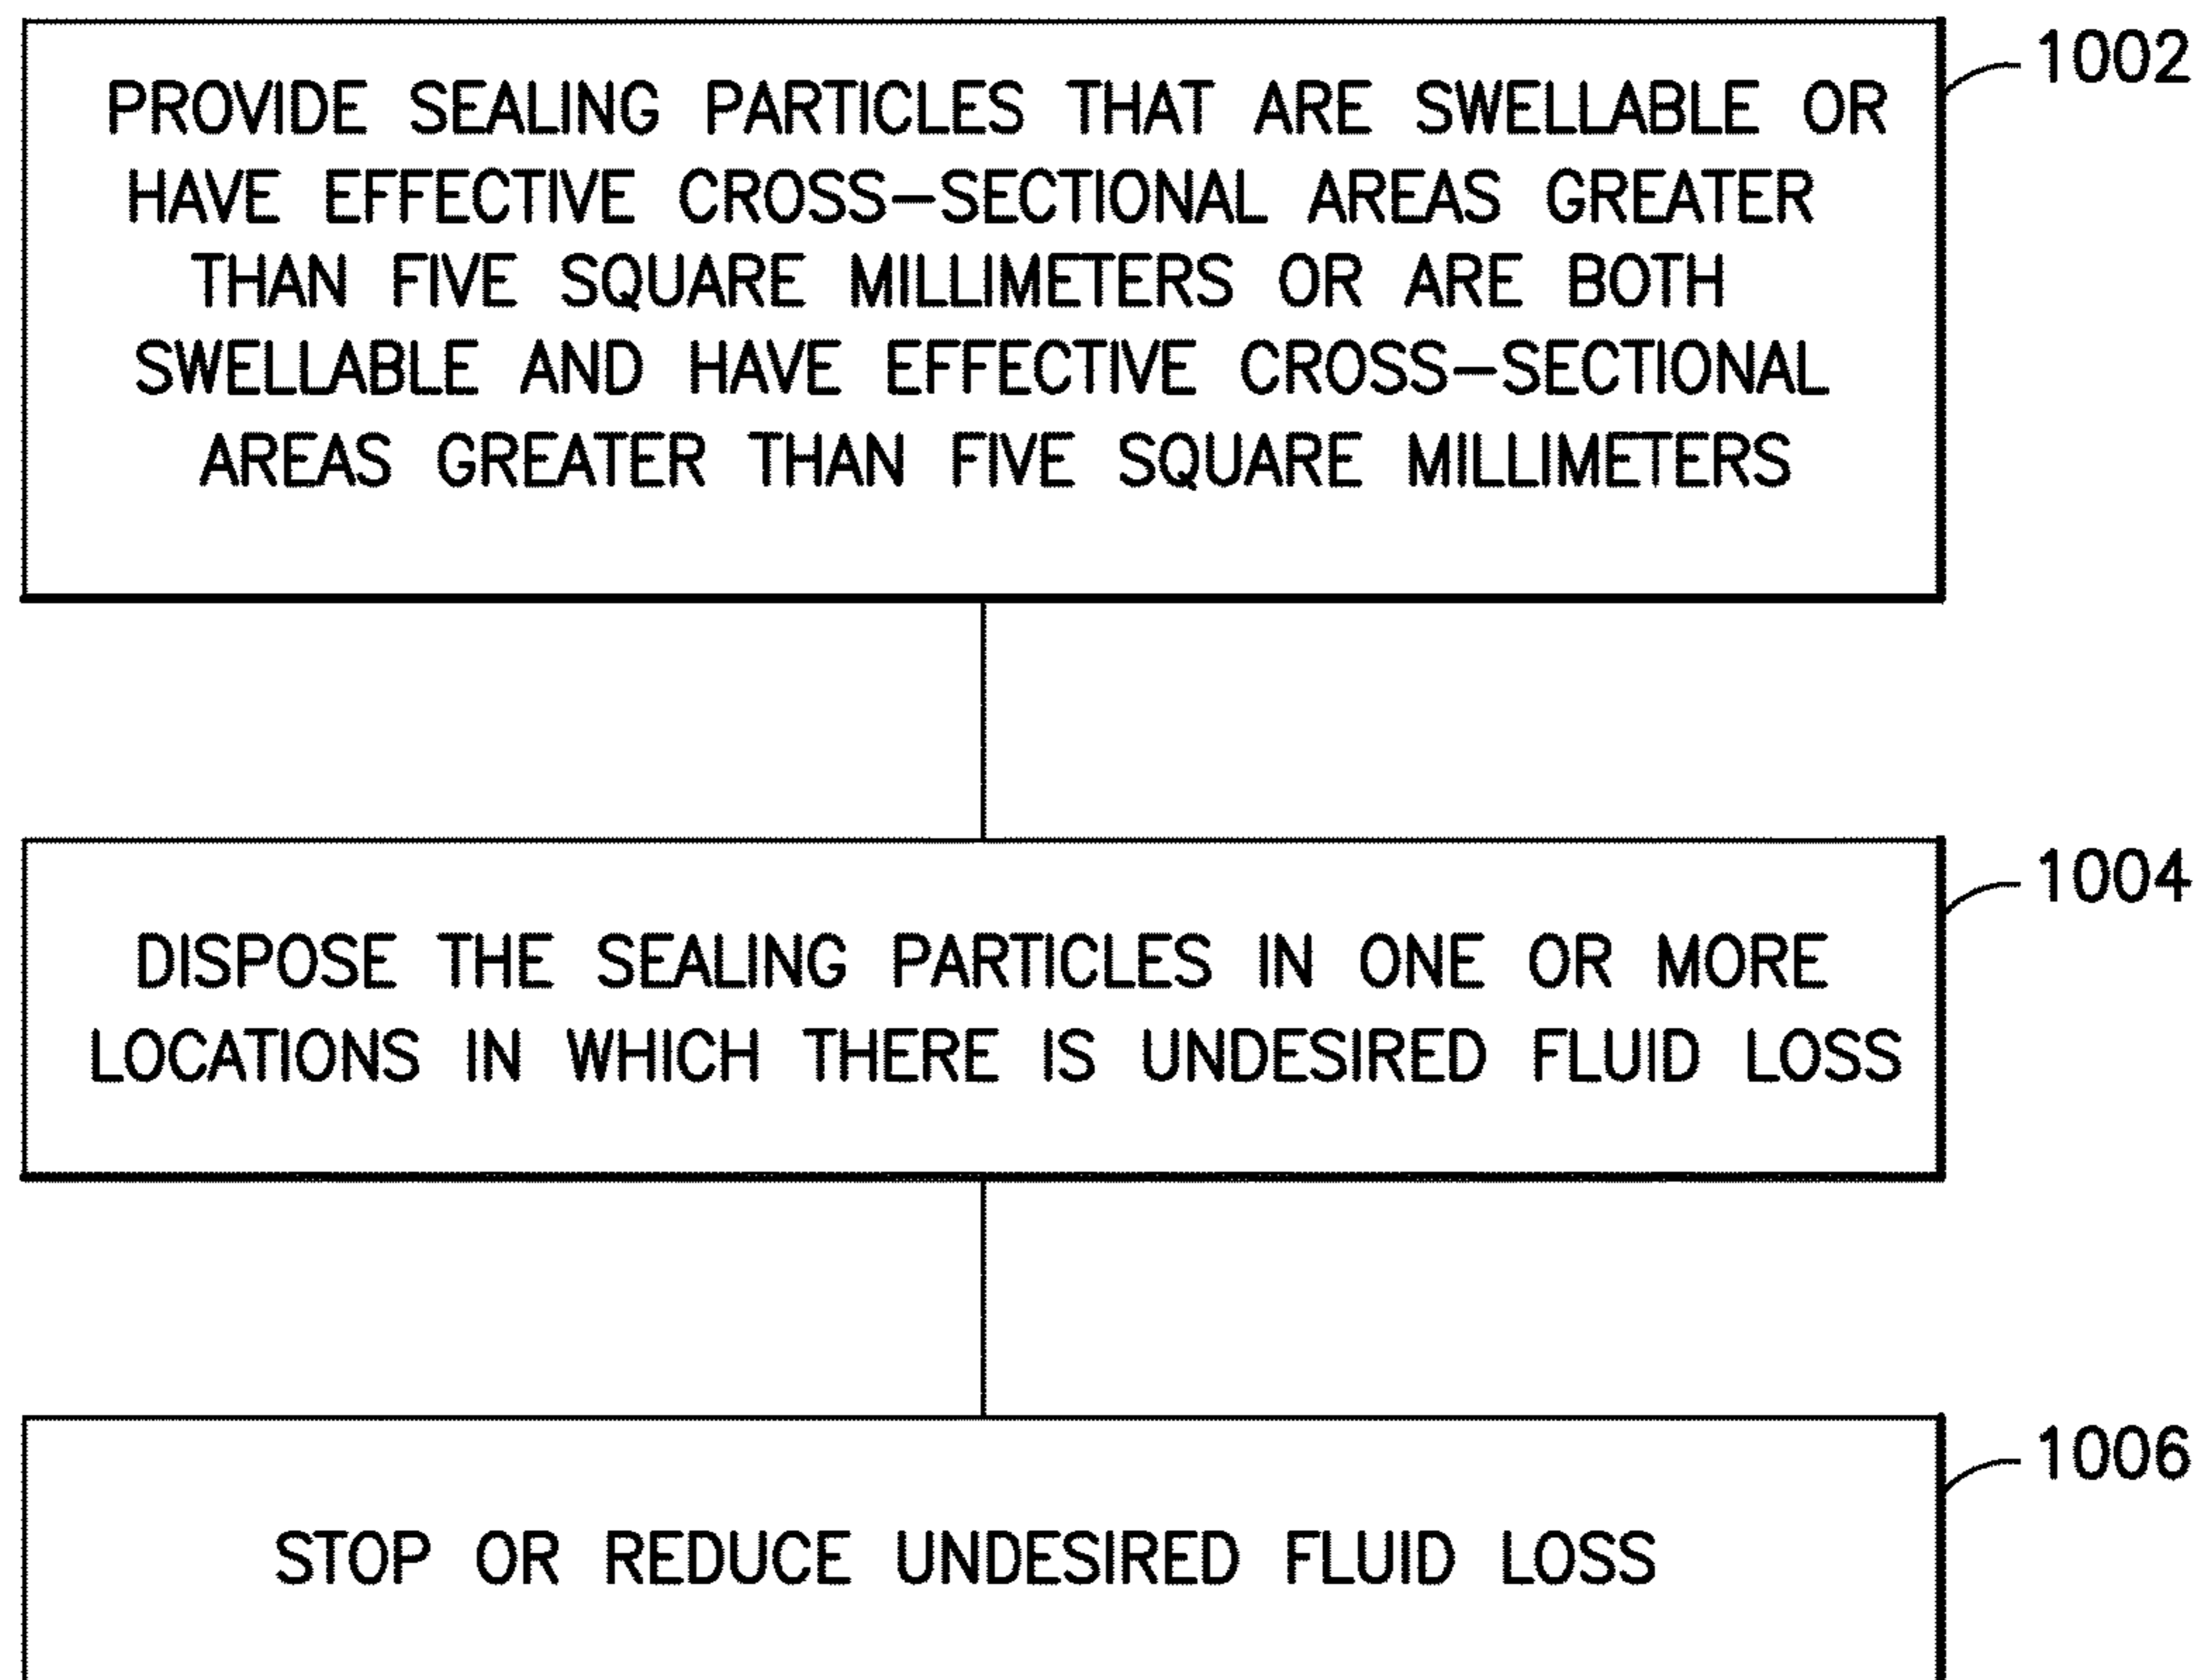 PROVIDE SEALING PARTICLES THAT ARE SWELLABLE OR
HAVE EFFECTIVE CROSS-SECTIONAL AREAS GREATER
THAN FIVE SQUARE MILLIMETERS OR ARE BOTH
SWELLABLE AND HAVE EFFECTIVE CROSS-SECTIONAL
AREAS GREATER THAN FIVE SQUARE MILLIMETERS
1002
DISPOSE THE SEALING PARTICLES IN ONE OR MORE
LOCATIONS IN WHICH THERE IS UNDESIRED FLUID LOSS
1004
STOP OR REDUCE UNDESIRED FLUID LOSS
1006